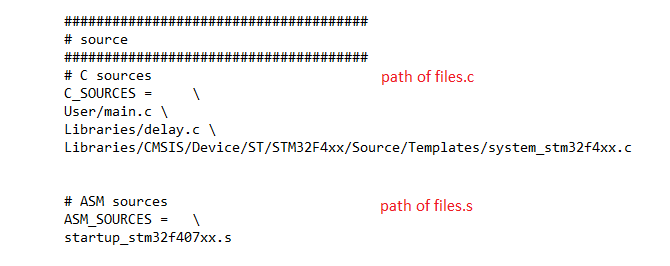 ######################################
# source
######################################
# C sources path of files.c
C_SOURCES = \
User/main.c \
Libraries/delay.c \
Libraries/CMSIS/Device/ST/STM32F4xx/Source/Templates/system_stm32f4xx.c
# ASM sources path of files.s
ASM_SOURCES = \
startup_stm32f407xx.s